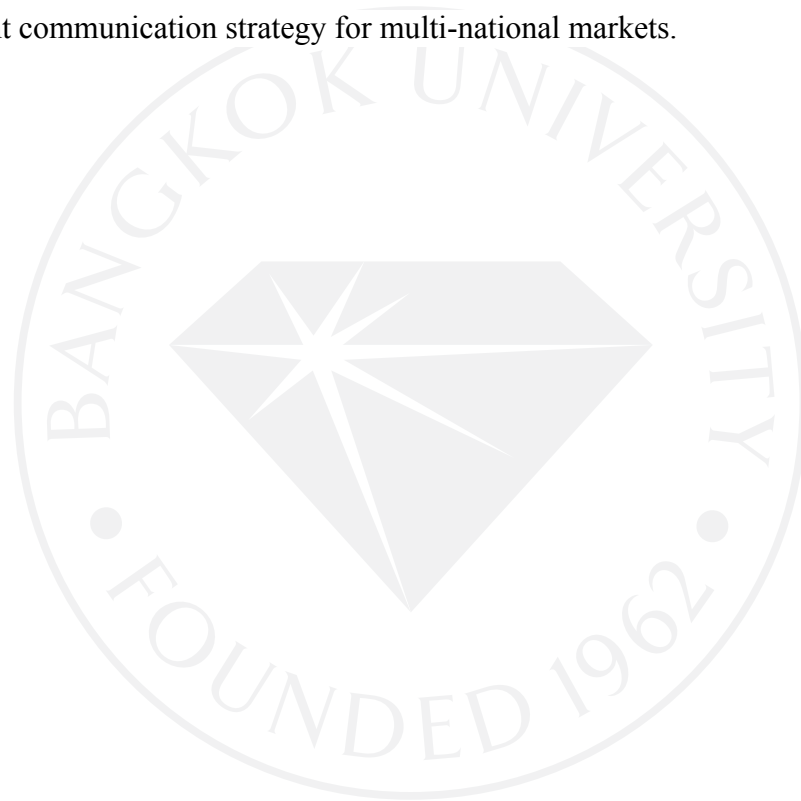 communication strategy for multi-national markets.
BANGKOK UNIVERSITY
• FOUNDED 1962 •